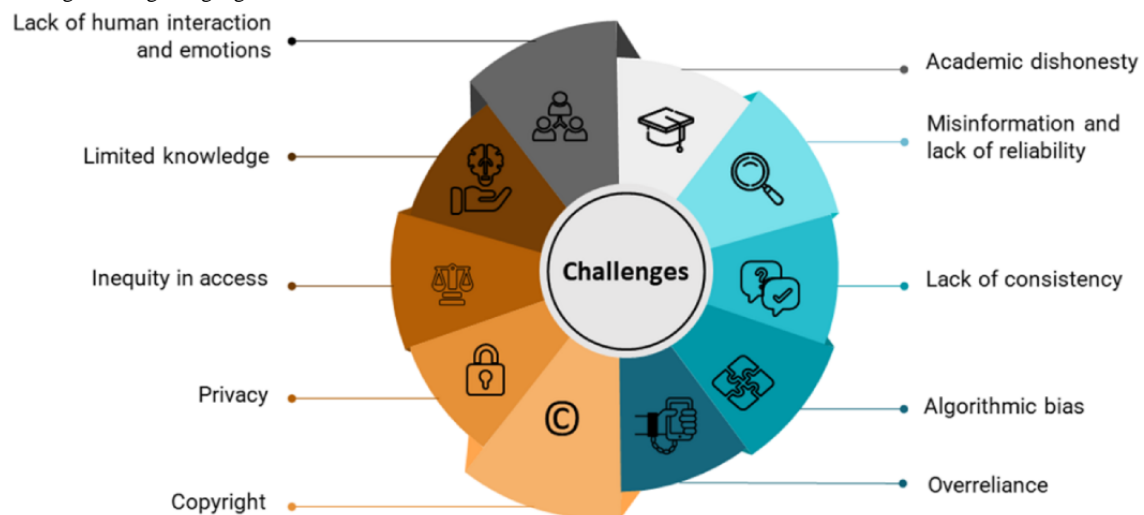 Lack of human interaction
and emotions
Limited knowledge
Inequity in access
Privacy
Copyright
Challenges
©
Academic dishonesty
Misinformation and
lack of reliability
Lack of consistency
Algorithmic bias
Overreliance